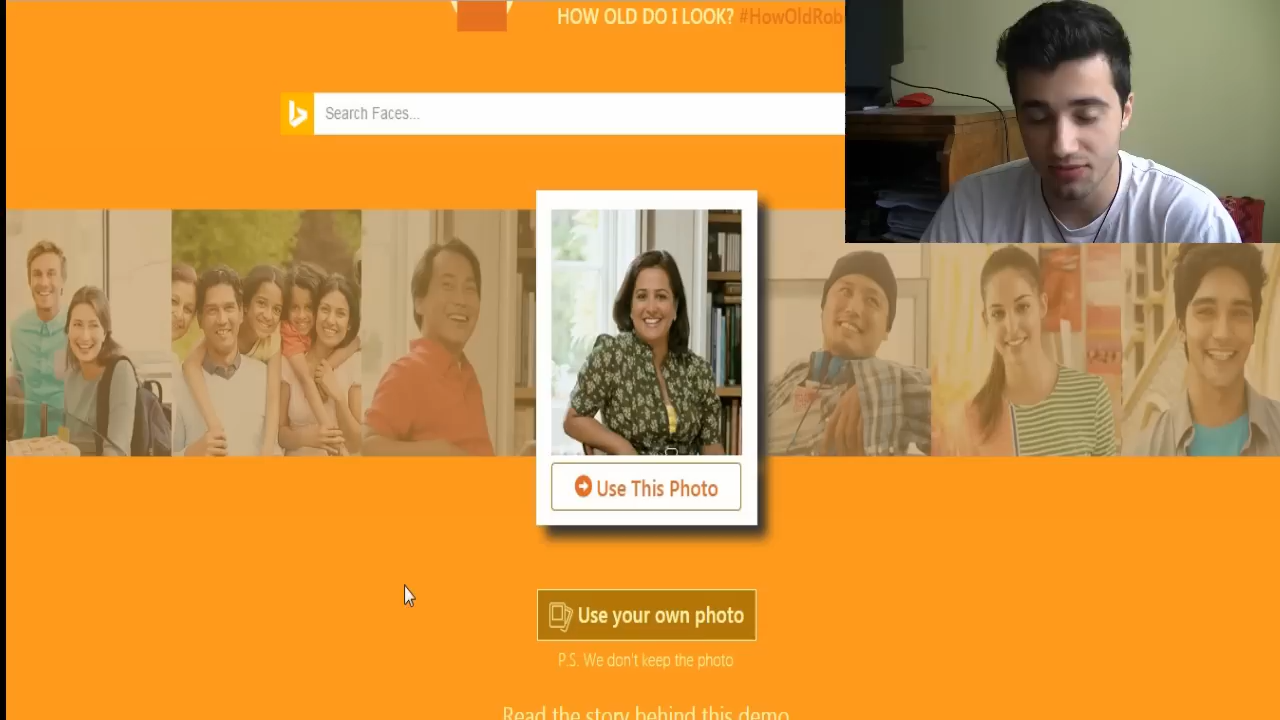 HOW OLD DO I LOOK? #HowOldRob
Search Faces...
Use This Photo
Use your own photo
P.S. We don't keep the photo
Read the story behind this demo